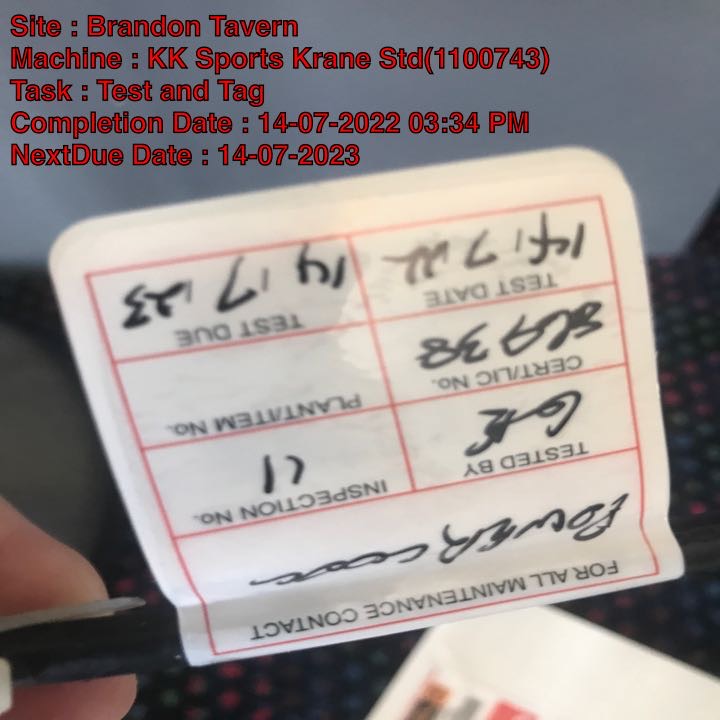 Site : Brandon Tavern
Machine : KK Sports Krane Std(1100743)
Task : Test and Tag
Completion Date : 14-07-2022 03:34 PM
NextDue Date : 14-07-2023
FOR ALL MAINTENANCE CONTACT
POWER
INSPECTION No.
TESTED BY
PLANT/ITEM No.
CERT/LIC No.
TEST DUE
14 7 23
TEST DATE
14 7 22